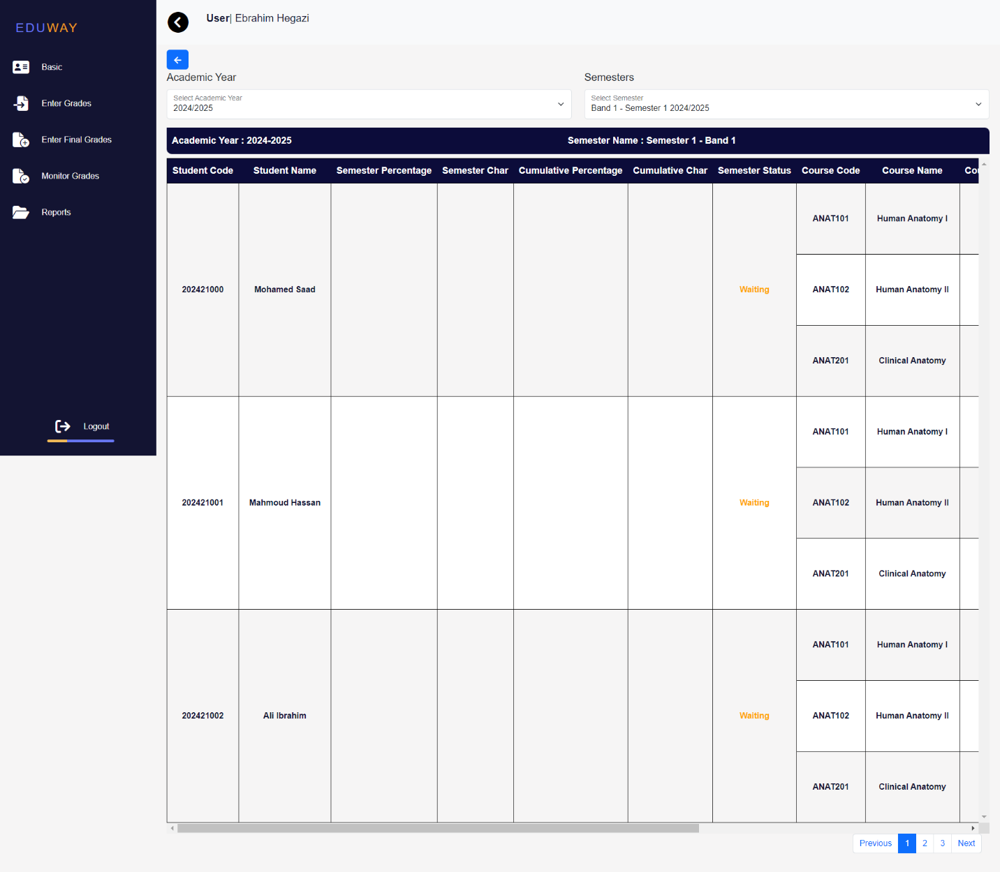 EDUWAY
User| Ebrahim Hegazi
Basic
Enter Grades
Enter Final Grades
Monitor Grades
Reports
Logout
Academic Year
Semesters
Select Academic Year
2024/2025
Select Semester
Band 1 - Semester 1 2024/2025
Academic Year : 2024-2025
Semester Name : Semester 1 - Band 1
Student Code Student Name Semester Percentage Semester Char Cumulative Percentage Cumulative Char Semester Status Course Code Course Name
ANAT101 Human Anatomy I
202421000 Mohamed Saad Waiting ANAT102 Human Anatomy II
ANAT201 Clinical Anatomy
ANAT101 Human Anatomy I
202421001 Mahmoud Hassan Waiting ANAT102 Human Anatomy II
ANAT201 Clinical Anatomy
ANAT101 Human Anatomy I
202421002 Ali Ibrahim Waiting ANAT102 Human Anatomy II
ANAT201 Clinical Anatomy
Previous 1 2 3 Next